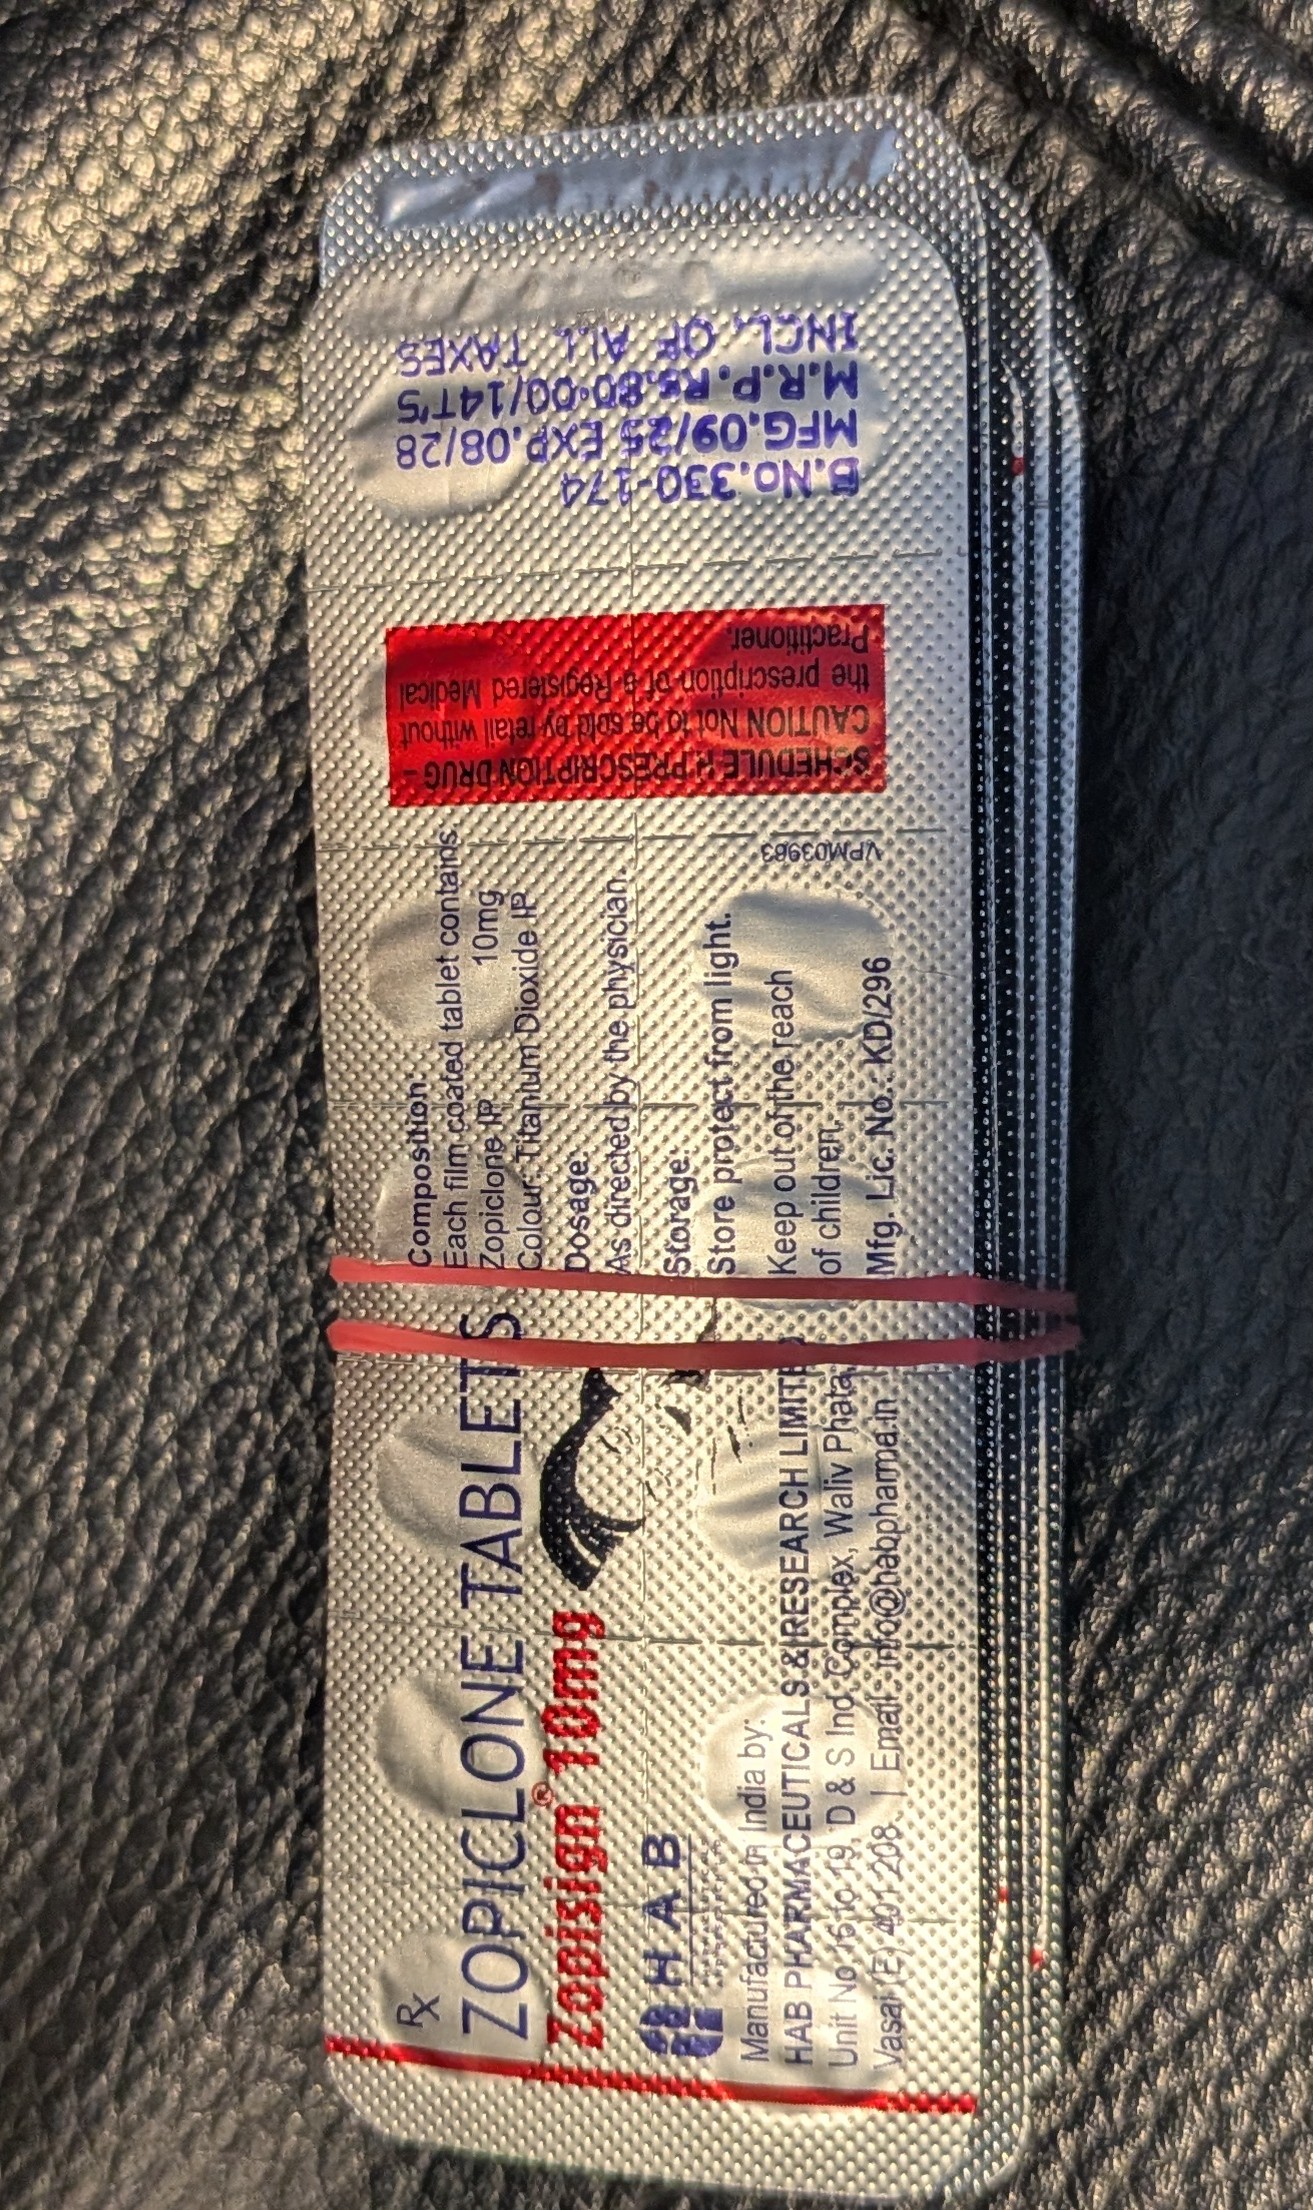 Rx
ZOPICLONE TABLETS
Zopisign® 10mg
HAB
Manufactured in India by:
HAB PHARMACEUTICALS & RESEARCH
Unit No 16 to 19, D & S Ind. Complex, Waliv Phata,
Vasai (E) 401 208. | Email : info@habpharma.in
Composition:
Each film coated tablet contains:
Zopiclone IP 10mg
Colour: Titanium Dioxide IP
Dosage:
As directed by the physician.
Storage:
Store protect from light.
Keep out of the reach
of children.
Mfg. Lic. No.: KD/296
VPM03963
SCHEDULE H PRESCRIPTION DRUG -
CAUTION Not to be sold by retail without
the prescription of a Registered Medical
Practitioner.
B.No.330-174
MFG.09/25 EXP.08/28
M.R.P.Rs.80.00/14T'S
INCL. OF ALL TAXES